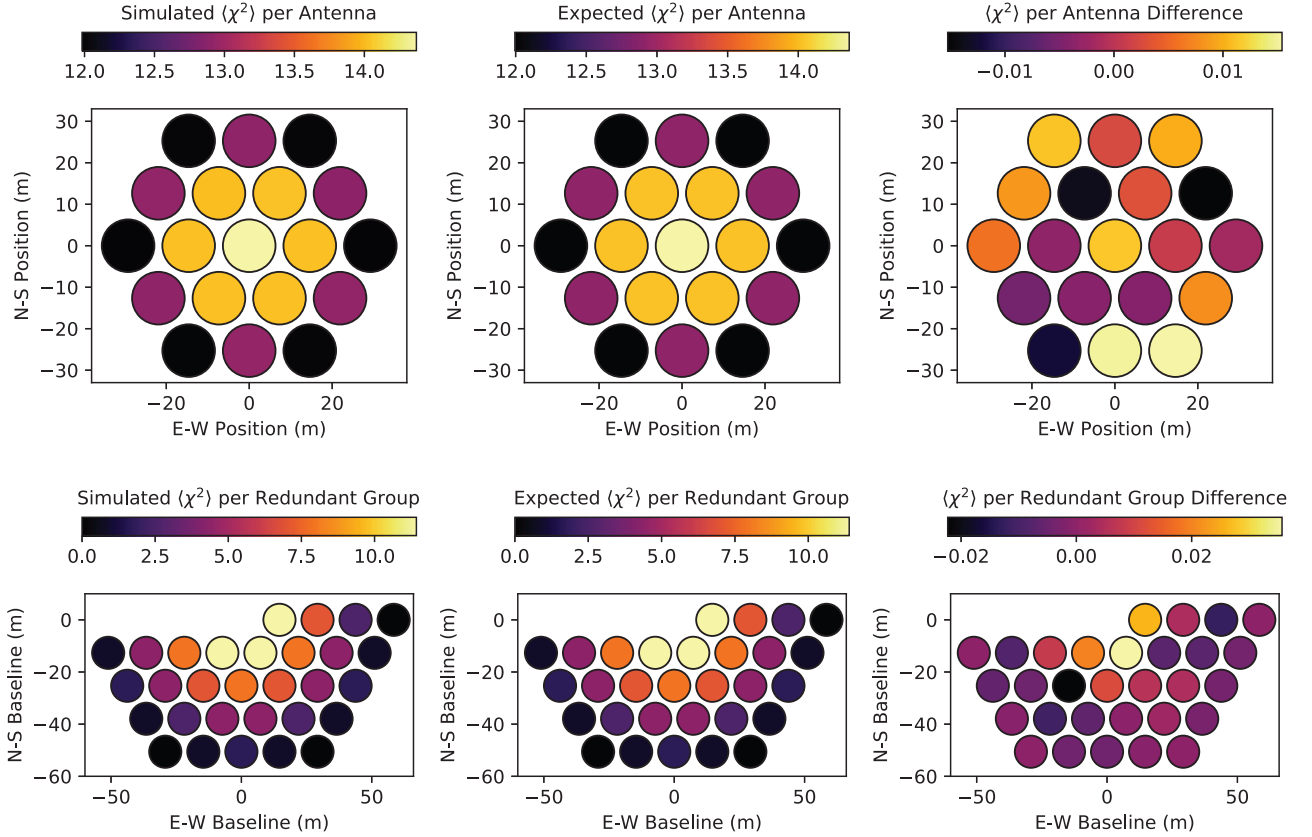 Simulated ⟨χ²⟩ per Antenna
12.0 12.5 13.0 13.5 14.0
N-S Position (m)
30
20
10
0
−10
−20
−30
−20 0 20
E-W Position (m)
Expected ⟨χ²⟩ per Antenna
12.0 12.5 13.0 13.5 14.0
N-S Position (m)
30
20
10
0
−10
−20
−30
−20 0 20
E-W Position (m)
⟨χ²⟩ per Antenna Difference
−0.01 0.00 0.01
N-S Position (m)
30
20
10
0
−10
−20
−30
−20 0 20
E-W Position (m)
Simulated ⟨χ²⟩ per Redundant Group
0.0 2.5 5.0 7.5 10.0
N-S Baseline (m)
0
−20
−40
−60
−50 0 50
E-W Baseline (m)
Expected ⟨χ²⟩ per Redundant Group
0.0 2.5 5.0 7.5 10.0
N-S Baseline (m)
0
−20
−40
−60
−50 0 50
E-W Baseline (m)
⟨χ²⟩ per Redundant Group Difference
−0.02 0.00 0.02
N-S Baseline (m)
0
−20
−40
−60
−50 0 50
E-W Baseline (m)